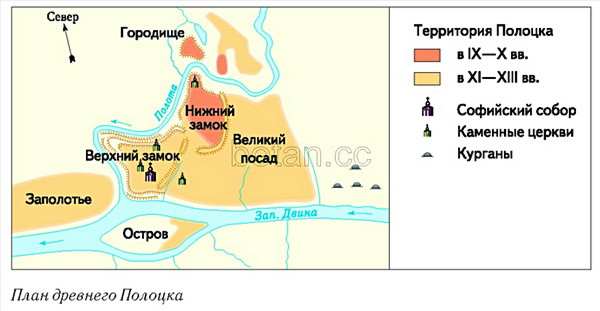 Север
Городище
Полота
Нижний
замок
Верхний замок
Великий
посад
Заполотье
Остров
Зап. Двина
botan.cc
Территория Полоцка
в IX—X вв.
в XI—XIII вв.
Софийский собор
Каменные церкви
Курганы
План древнего Полоцка